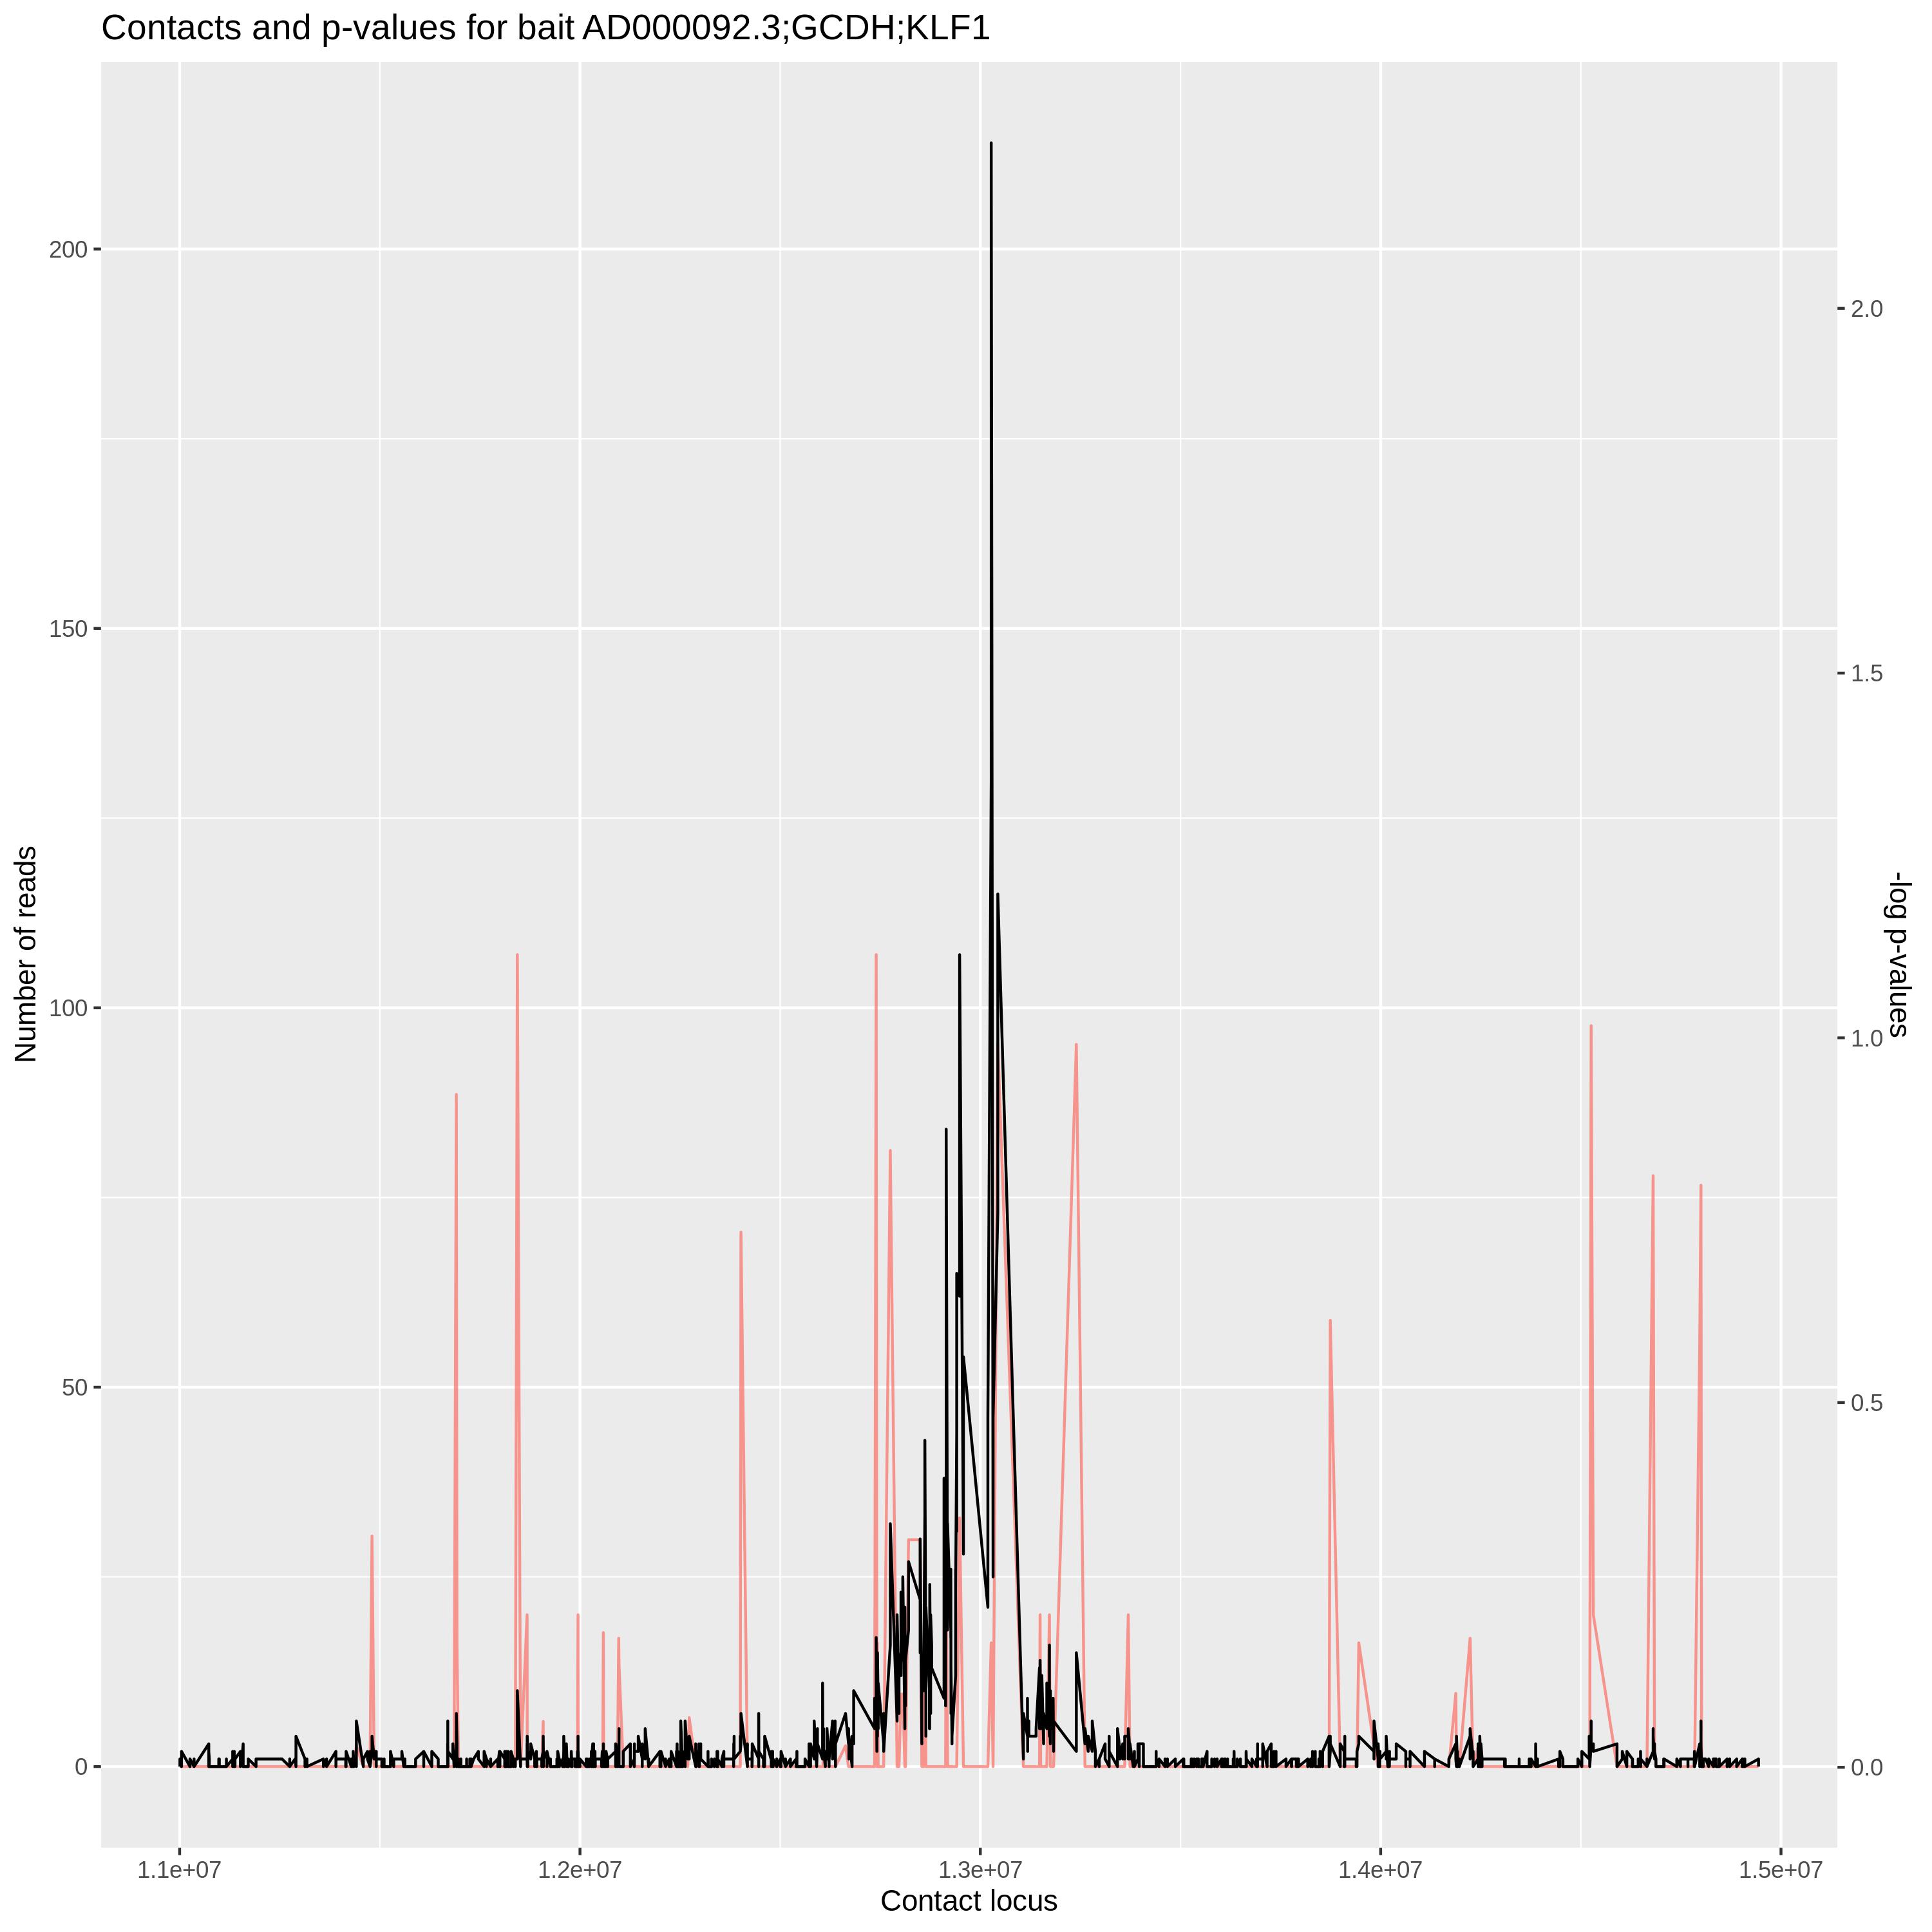 Contacts and p-values for bait AD000092.3;GCDH;KLF1
Number of reads
200
150
100
50
0
2.0
1.5
1.0
0.5
0.0
-log p-values
1.1e+07
1.2e+07
1.3e+07
1.4e+07
1.5e+07
Contact locus